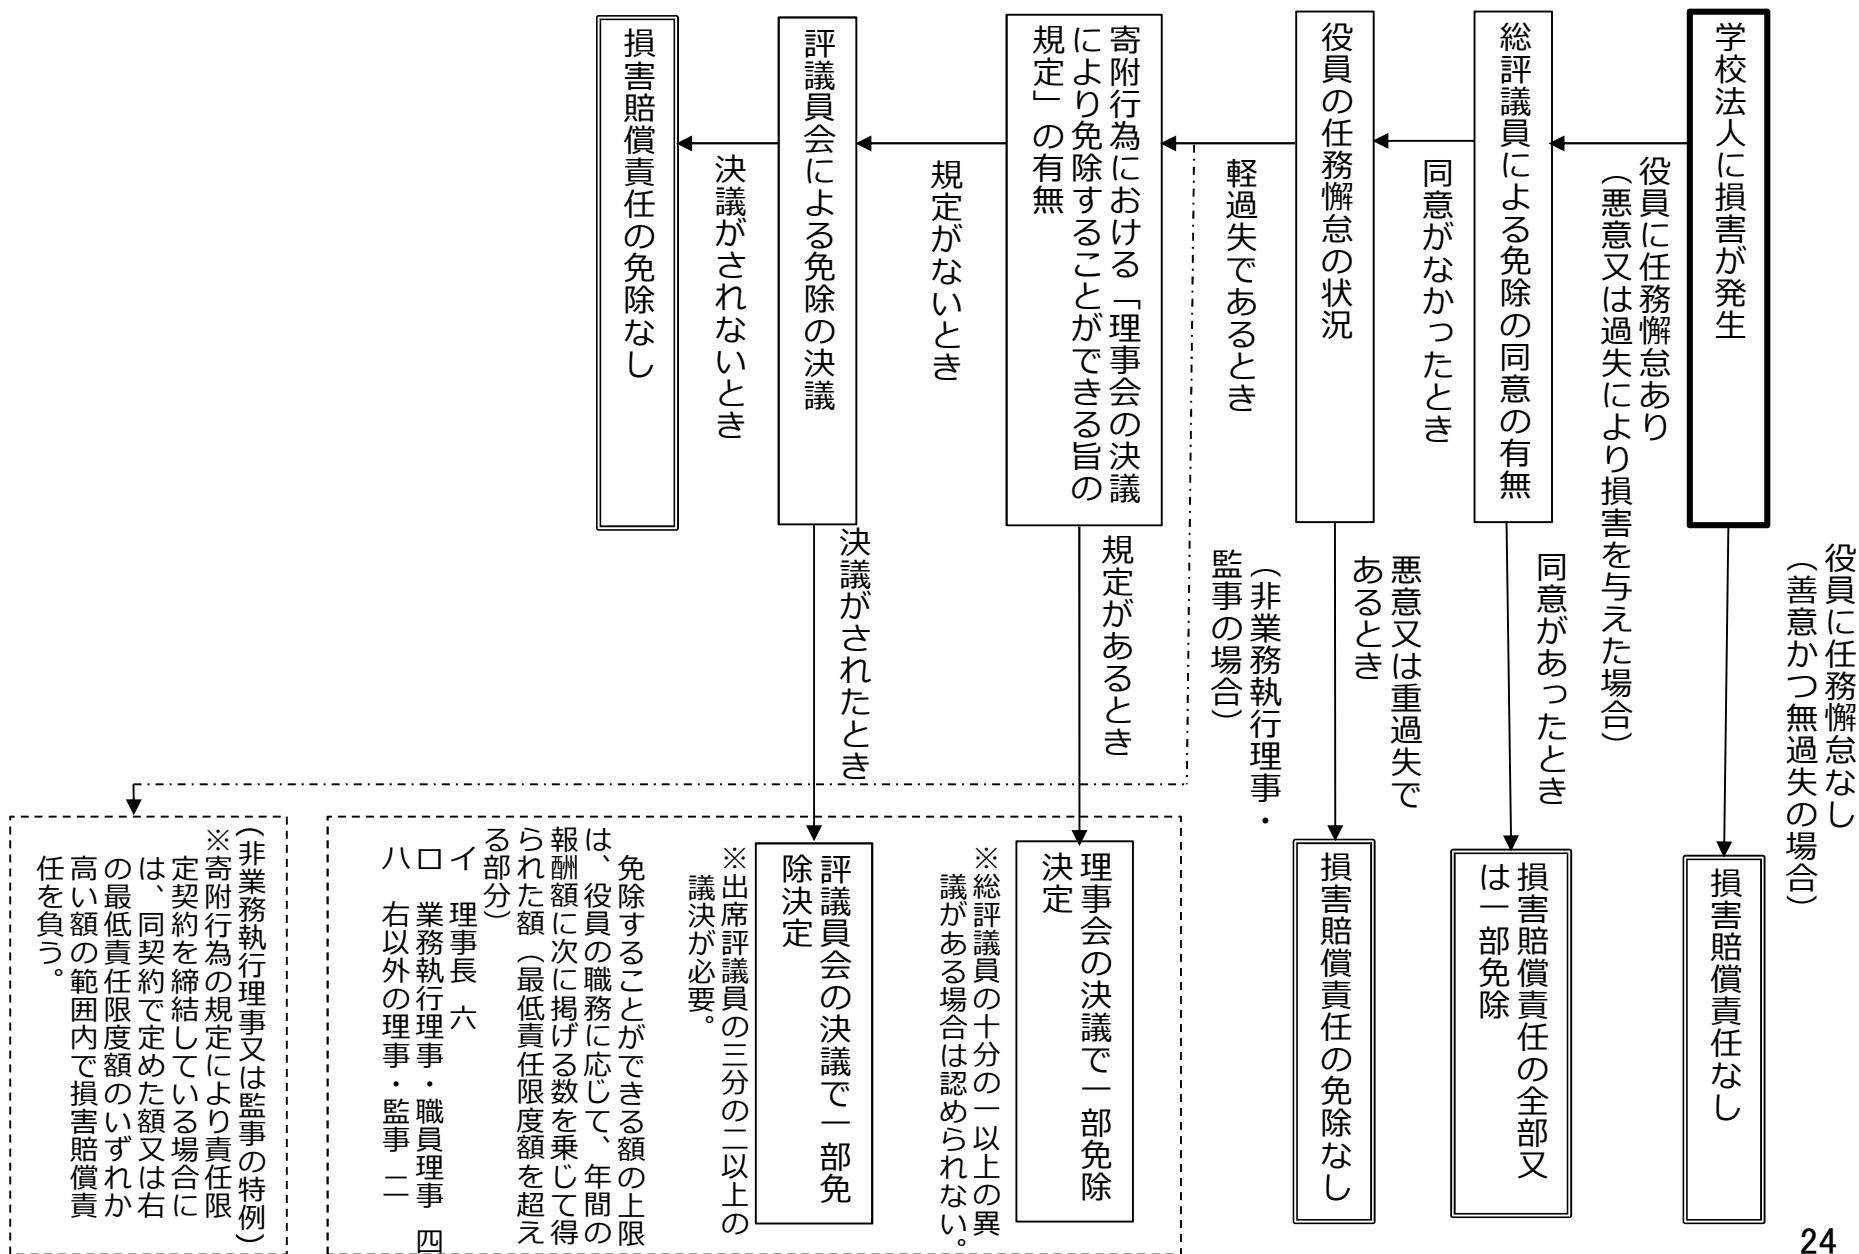 学校法人に損害が発生
役員に任務懈怠なし
（善意かつ無過失の場合）
損害賠償責任なし
役員に任務懈怠あり
（悪意又は過失により損害を与えた場合）
総評議員による免除の同意の有無
同意があったとき
損害賠償責任の全部又
は一部免除
同意がなかったとき
役員の任務懈怠の状況
悪意又は重過失で
あるとき
損害賠償責任の免除なし
軽過失であるとき
（非業務執行理事・
監事の場合）
寄附行為における「理事会の決議
により免除することができる旨の
規定」の有無
規定があるとき
理事会の決議で一部免除
決定
※総評議員の十分の一以上の異
議がある場合は認められない。
規定がないとき
評議員会による免除の決議
決議がされたとき
評議員会の決議で一部免
除決定
※出席評議員の三分の二以上の
議決が必要。
決議がされないとき
損害賠償責任の免除なし
免除することができる額の上限
は、役員の職務に応じて、年間の
報酬額に次に掲げる数を乗じて得
られた額（最低責任限度額を超え
る部分）
イ　理事長　六
ロ　業務執行理事・職員理事　四
ハ　右以外の理事・監事　二
（非業務執行理事又は監事の特例）
※寄附行為の規定により責任限
定契約を締結している場合に
は、同契約で定めた額又は右
の最低責任限度額のいずれか
高い額の範囲内で損害賠償責
任を負う。
24